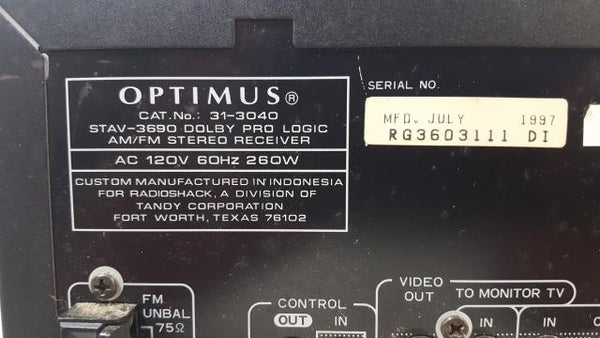 OPTIMUS®
CAT. No.: 31-3040
STAV-3690 DOLBY PRO LOGIC
AM/FM STEREO RECEIVER
AC 120V 60Hz 260W
CUSTOM MANUFACTURED IN INDONESIA
FOR RADIOSHACK, A DIVISION OF
TANDY CORPORATION
FORT WORTH, TEXAS 76102
SERIAL NO.
MFD. JULY 1997
RG3603111 DI
FM
UNBAL
75Ω
CONTROL
OUT IN
VIDEO
OUT TO MONITOR TV
IN IN